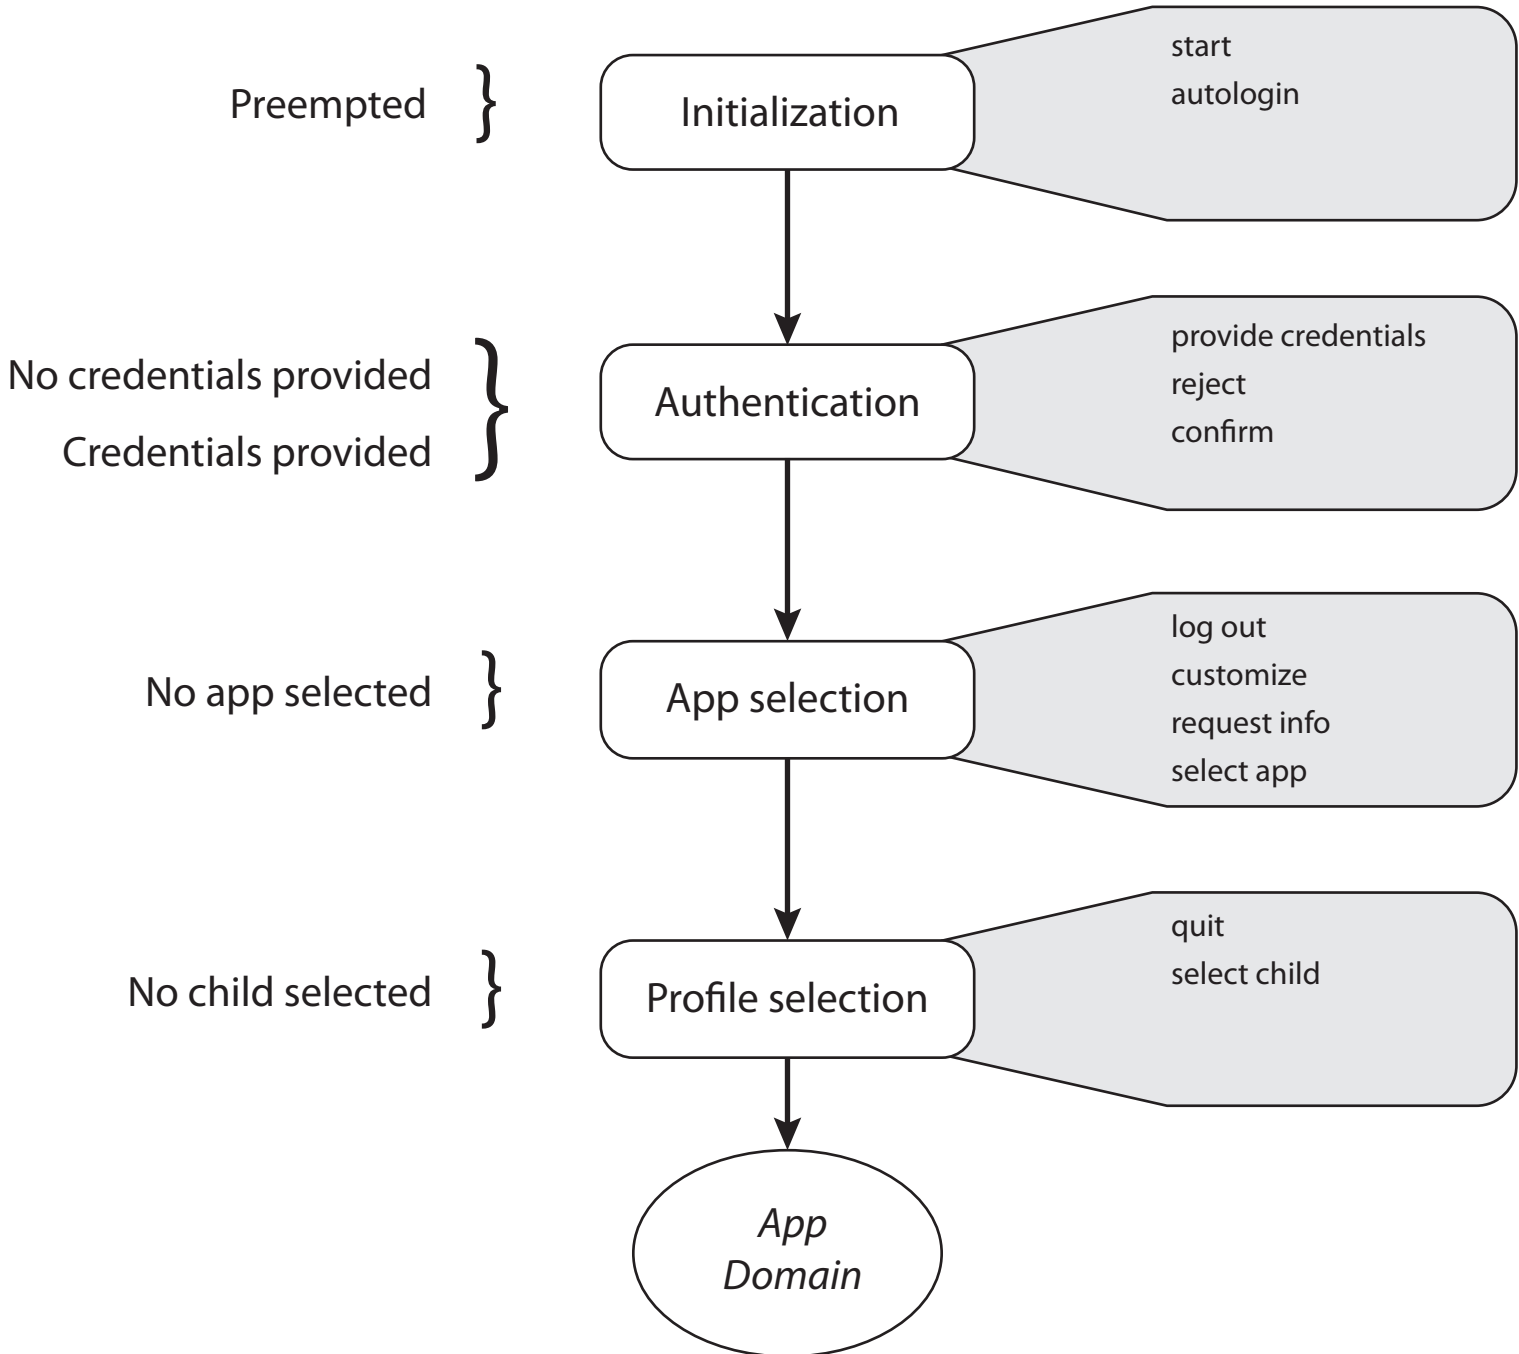 Preempted
}
Initialization
start
autologin
No credentials provided
Credentials provided
}
Authentication
provide credentials
reject
confirm
No app selected
}
App selection
log out
customize
request info
select app
No child selected
}
Profile selection
quit
select child
App
Domain